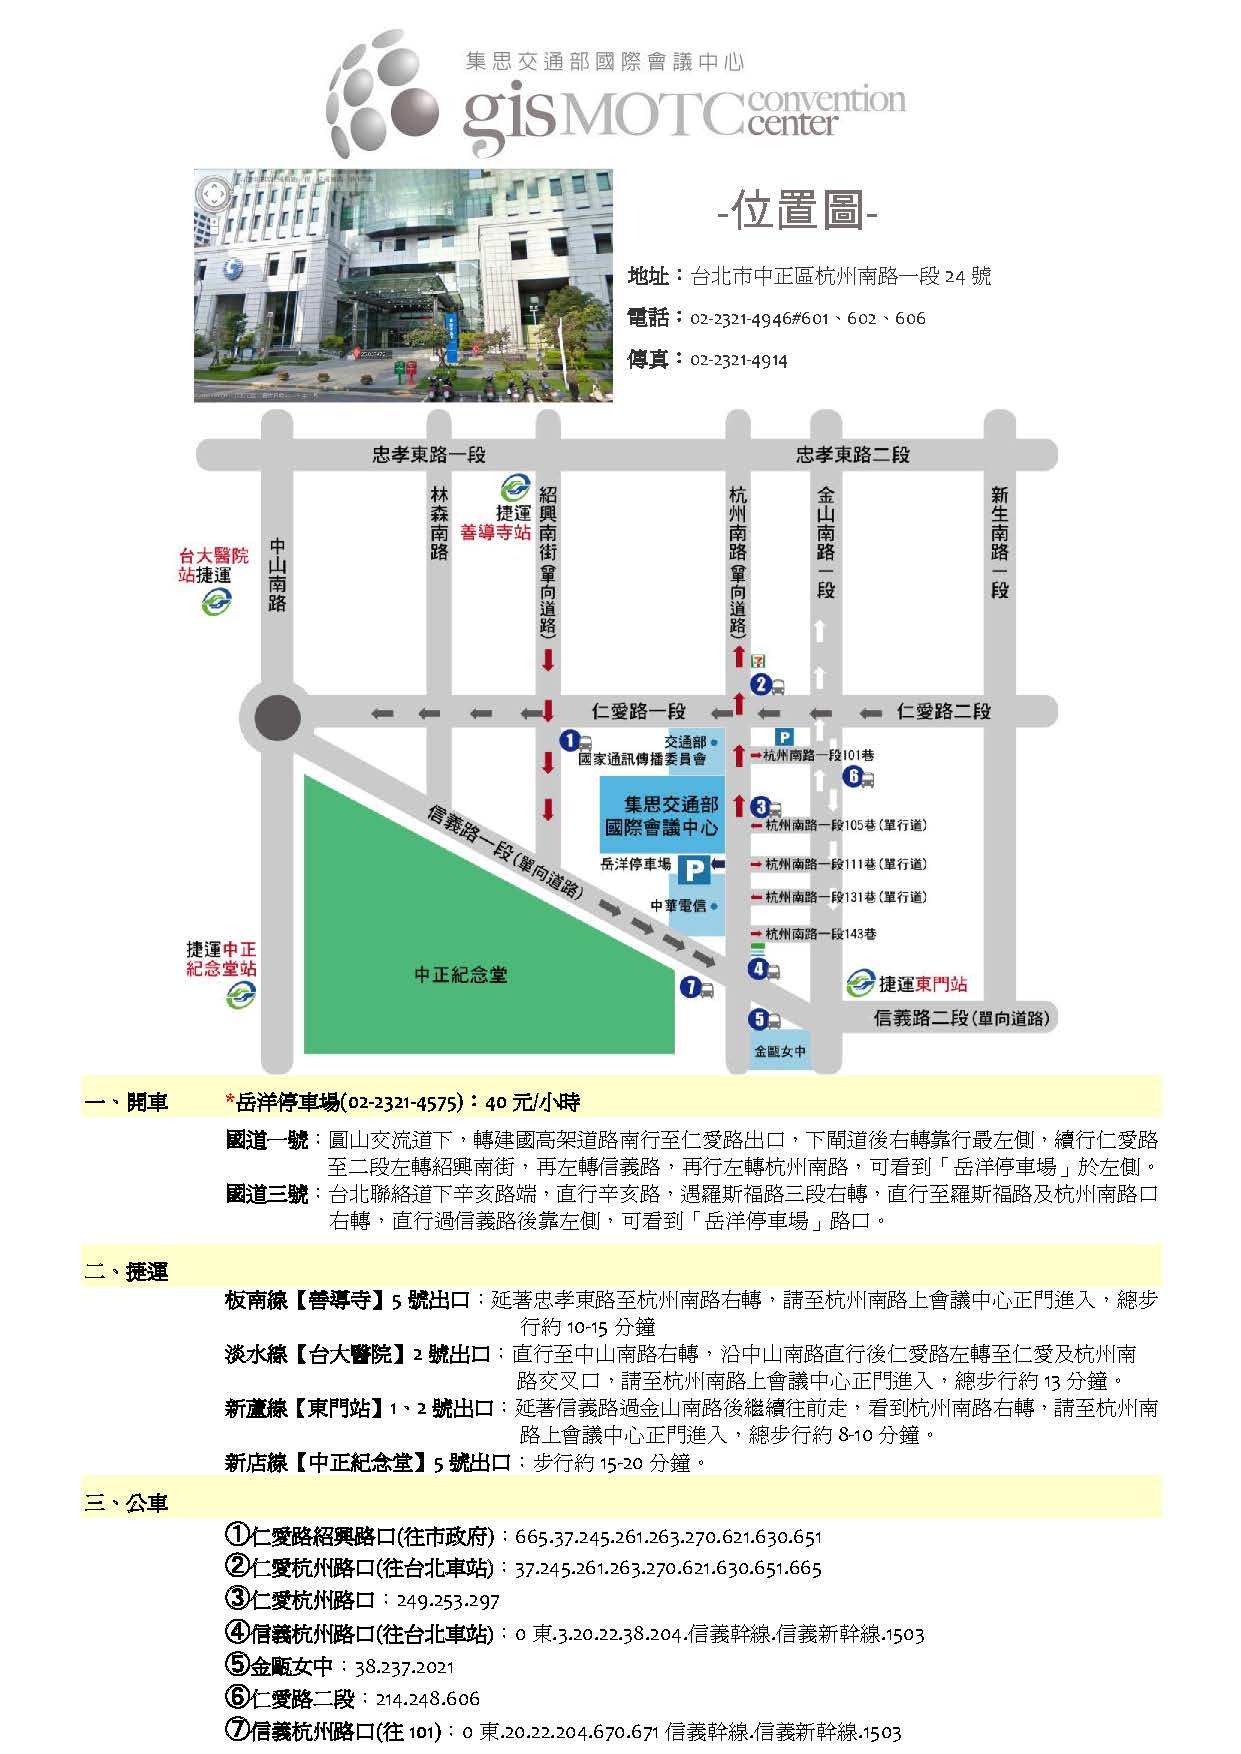 集思交通部國際會議中心
gis MOTC convention center
-位置圖-
地址：台北市中正區杭州南路一段 24 號
電話：02-2321-4946#601、602、606
傳真：02-2321-4914
忠孝東路一段
忠孝東路二段
林森南路
捷運
善導寺站
紹興南街(單向道路)
杭州南路(單向道路)
金山南路一段
新生南路一段
台大醫院
站捷運
中山南路
7
2
仁愛路一段
仁愛路二段
1
交通部
國家通訊傳播委員會
P
杭州南路一段101巷
6
集思交通部
國際會議中心
3
杭州南路一段105巷(單行道)
信義路一段(單向道路)
岳洋停車場
P
杭州南路一段111巷(單行道)
中華電信
杭州南路一段131巷(單行道)
杭州南路一段143巷
捷運中正
紀念堂站
中正紀念堂
4
7
捷運東門站
5
信義路二段(單向道路)
金甌女中
一、開車 *岳洋停車場(02-2321-4575)：40 元/小時
國道一號：圓山交流道下，轉建國高架道路南行至仁愛路出口，下閘道後右轉靠行最左側，續行仁愛路
至二段左轉紹興南街，再左轉信義路，再行左轉杭州南路，可看到「岳洋停車場」於左側。
國道三號：台北聯絡道下辛亥路端，直行辛亥路，遇羅斯福路三段右轉，直行至羅斯福路及杭州南路口
右轉，直行過信義路後靠左側，可看到「岳洋停車場」路口。
二、捷運
板南線【善導寺】5 號出口：延著忠孝東路至杭州南路右轉，請至杭州南路上會議中心正門進入，總步
行約 10-15 分鐘
淡水線【台大醫院】2 號出口：直行至中山南路右轉，沿中山南路直行後仁愛路左轉至仁愛及杭州南
路交叉口，請至杭州南路上會議中心正門進入，總步行約 13 分鐘。
新蘆線【東門站】1、2 號出口：延著信義路過金山南路後繼續往前走，看到杭州南路右轉，請至杭州南
路上會議中心正門進入，總步行約 8-10 分鐘。
新店線【中正紀念堂】5 號出口：步行約 15-20 分鐘。
三、公車
①仁愛路紹興路口(往市政府)：665.37.245.261.263.270.621.630.651
②仁愛杭州路口(往台北車站)：37.245.261.263.270.621.630.651.665
③仁愛杭州路口：249.253.297
④信義杭州路口(往台北車站)：0 東.3.20.22.38.204.信義幹線.信義新幹線.1503
⑤金甌女中：38.237.2021
⑥仁愛路二段：214.248.606
⑦信義杭州路口(往 101)：0 東.20.22.204.670.671 信義幹線.信義新幹線.1503